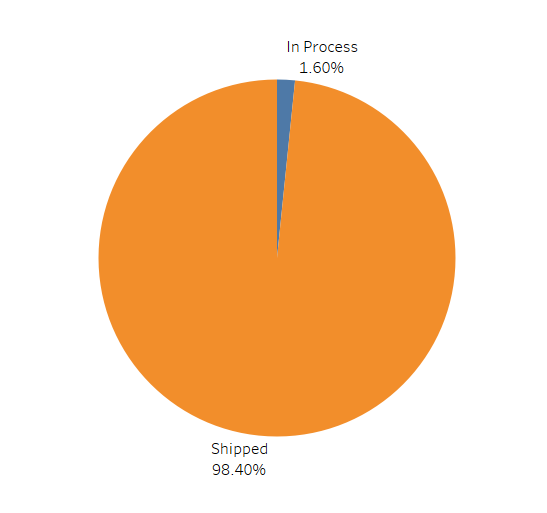 In Process
1.60%
Shipped
98.40%